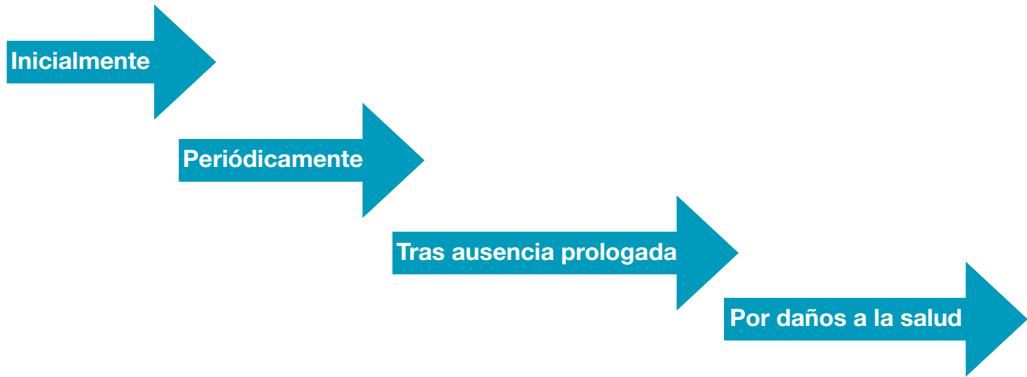 Inicialmente
Periódicamente
Tras ausencia prologada
Por daños a la salud